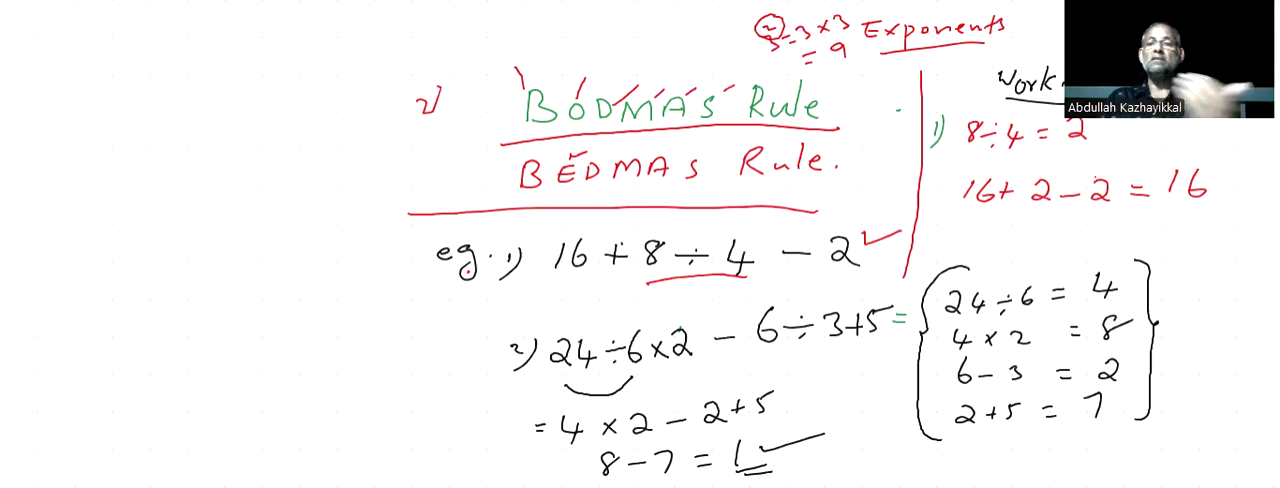 3² = 3 × 3 Exponents
= 9
2) BODMAS Rule
BEDMAS Rule.
Work
Abdullah Kazhayikkal
1) 8 ÷ 4 = 2
16 + 2 - 2 = 16
eg. 1) 16 + 8 ÷ 4 - 2
2) 24 ÷ 6 × 2 - 6 ÷ 3 + 5 =
= 4 × 2 - 2 + 5
8 - 7 = 1
24 ÷ 6 = 4
4 × 2 = 8
6 - 3 = 2
2 + 5 = 7